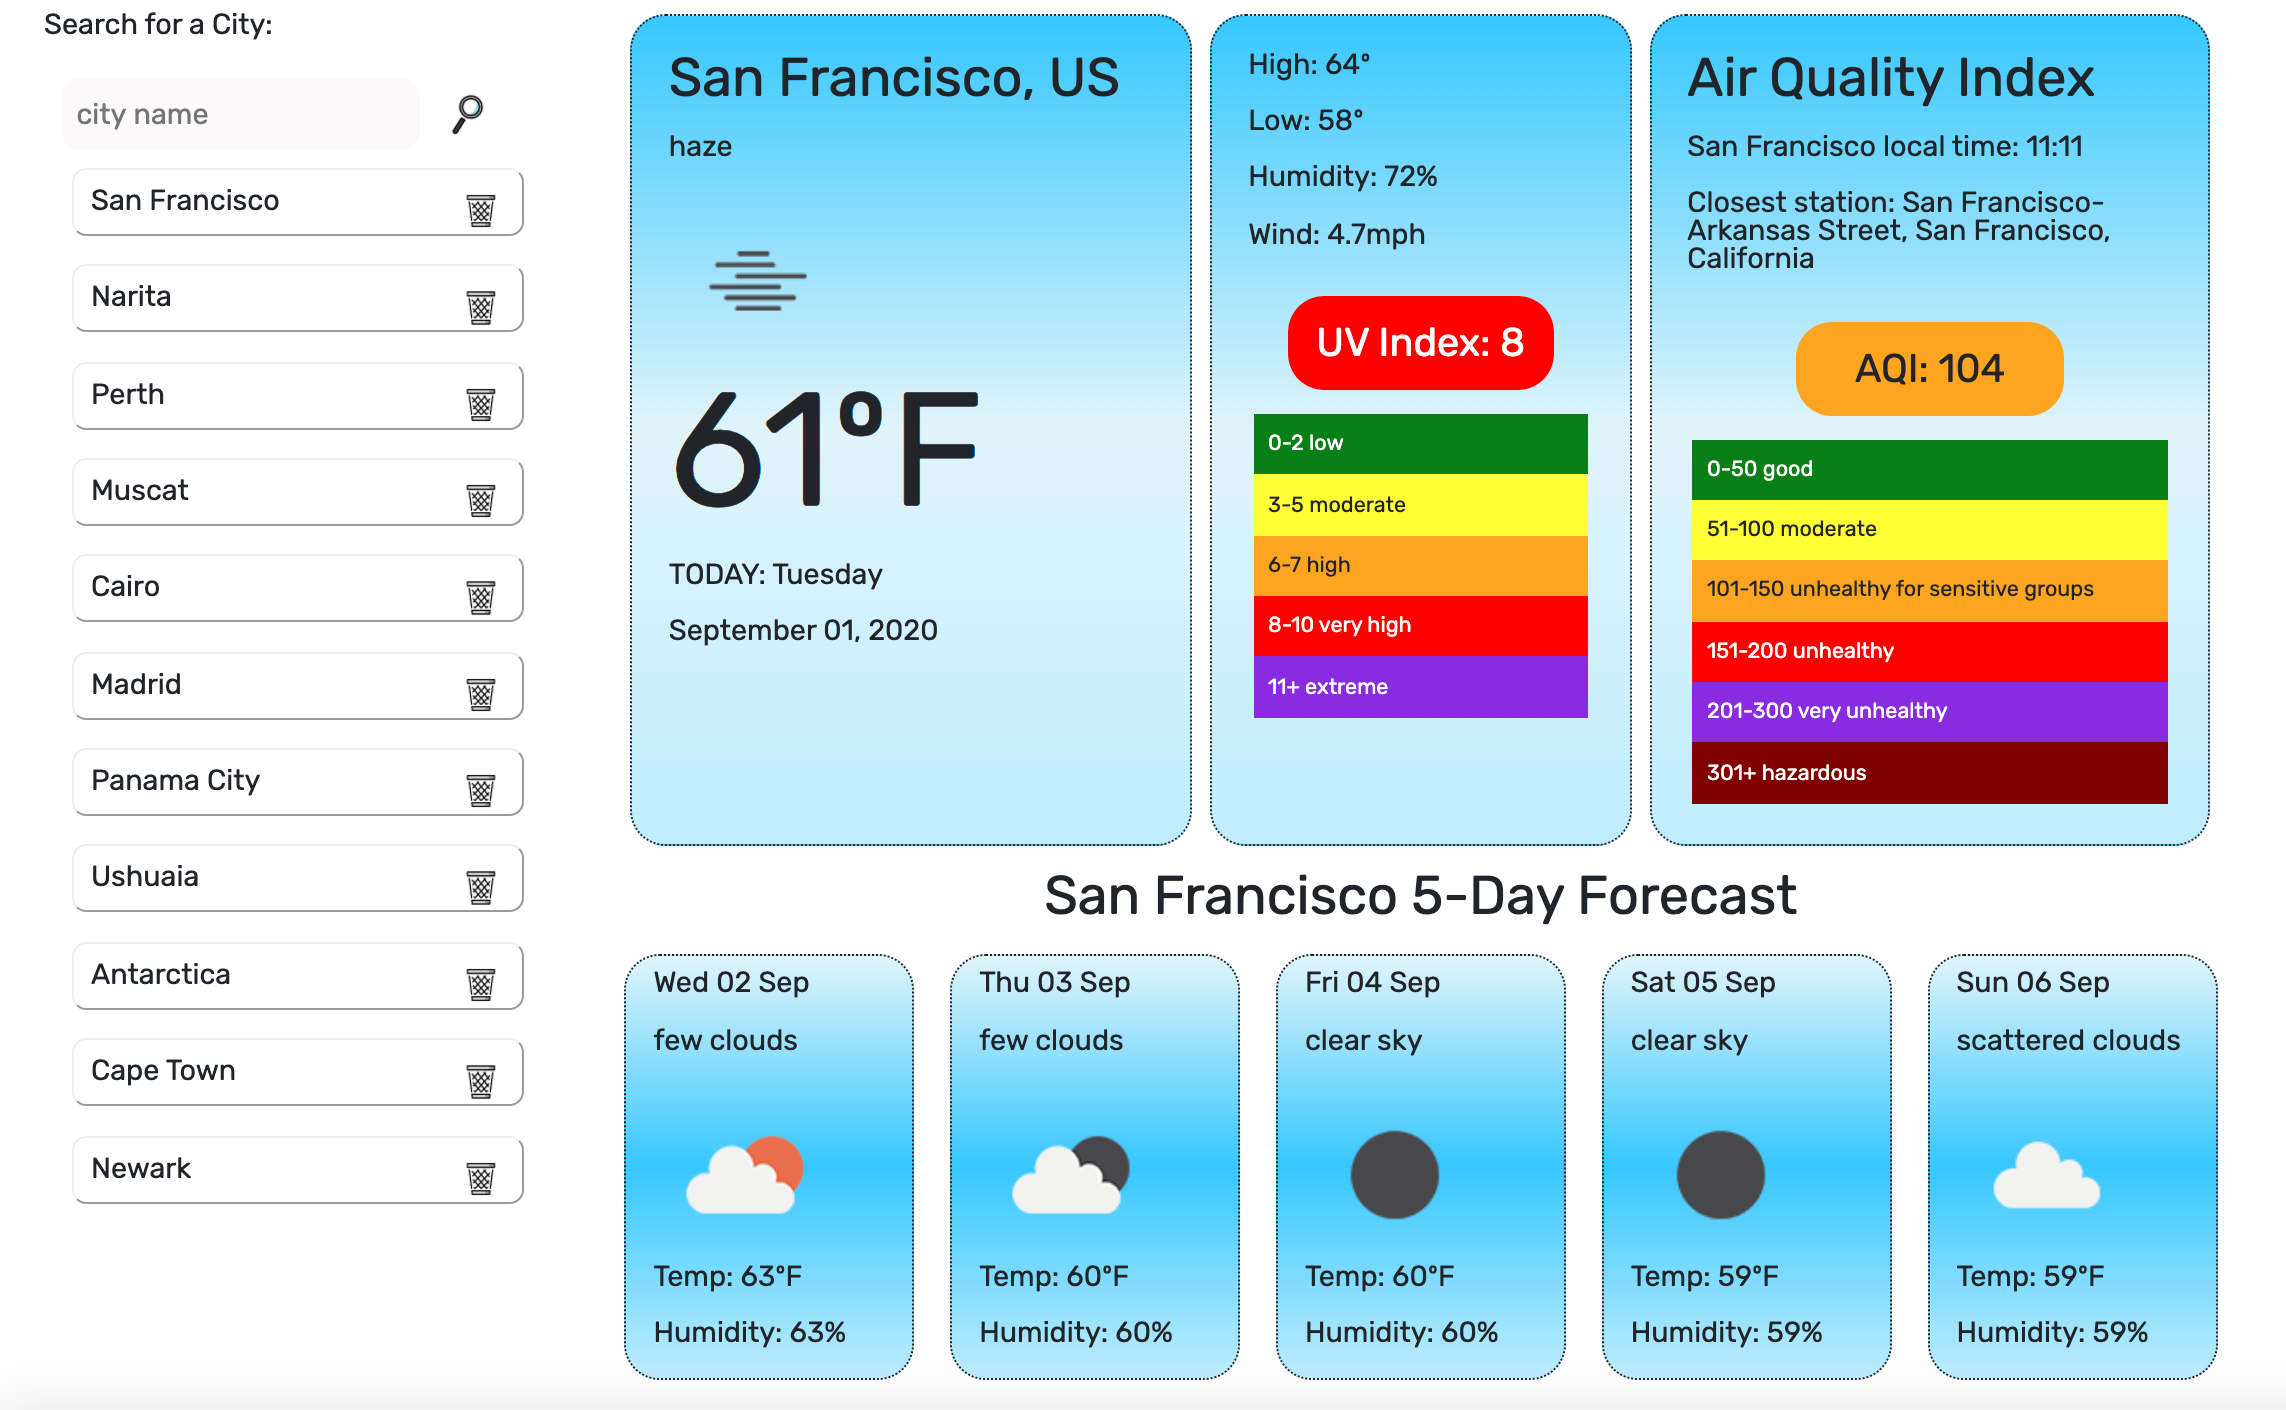 Search for a City:
city name
San Francisco
Narita
Perth
Muscat
Cairo
Madrid
Panama City
Ushuaia
Antarctica
Cape Town
Newark
San Francisco, US
haze
61°F
TODAY: Tuesday
September 01, 2020
High: 64°
Low: 58°
Humidity: 72%
Wind: 4.7mph
UV Index: 8
0-2 low
3-5 moderate
6-7 high
8-10 very high
11+ extreme
Air Quality Index
San Francisco local time: 11:11
Closest station: San Francisco-
Arkansas Street, San Francisco,
California
AQI: 104
0-50 good
51-100 moderate
101-150 unhealthy for sensitive groups
151-200 unhealthy
201-300 very unhealthy
301+ hazardous
San Francisco 5-Day Forecast
Wed 02 Sep
few clouds
Temp: 63°F
Humidity: 63%
Thu 03 Sep
few clouds
Temp: 60°F
Humidity: 60%
Fri 04 Sep
clear sky
Temp: 60°F
Humidity: 60%
Sat 05 Sep
clear sky
Temp: 59°F
Humidity: 59%
Sun 06 Sep
scattered clouds
Temp: 59°F
Humidity: 59%